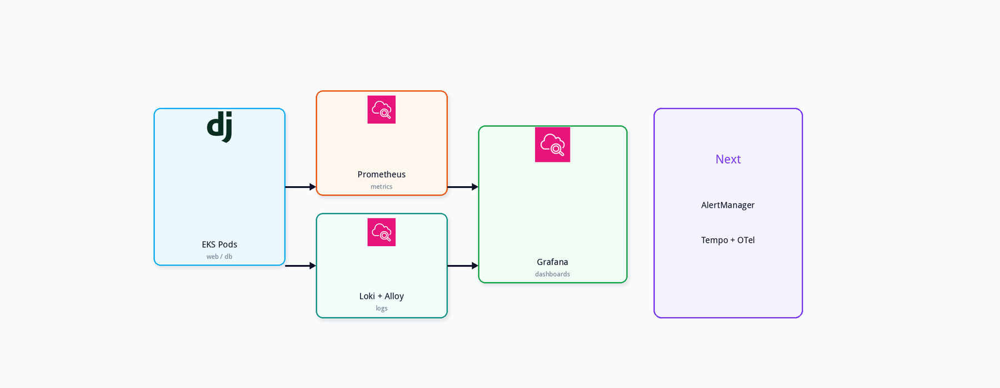 dj
EKS Pods
web / db
Prometheus
metrics
Loki + Alloy
logs
Grafana
dashboards
Next
AlertManager
Tempo + OTel